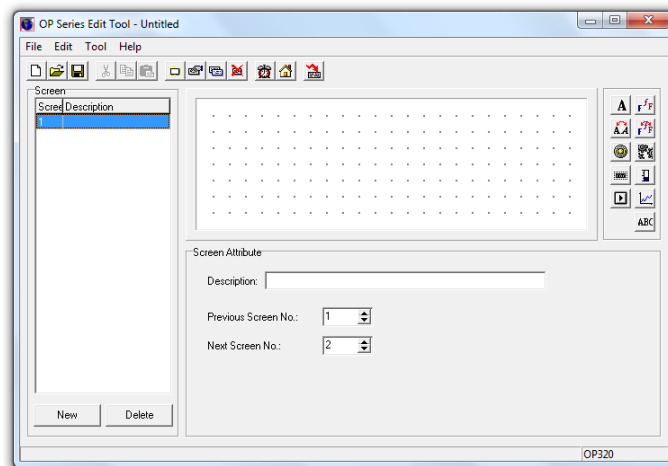 OP Series Edit Tool - Untitled
File Edit Tool Help
Screen
Scree Description
1
A
AA
ABC
Screen Attribute
Description:
Previous Screen No.: 1
Next Screen No.: 2
New Delete
OP320